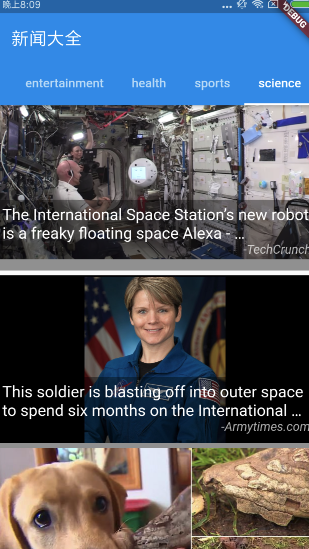 晚上8:09
DEBUG
新闻大全
entertainment health sports science
The International Space Station's new robot
is a freaky floating space Alexa - ...
-TechCrunch
This soldier is blasting off into outer space
to spend six months on the International ...
-Armytimes.com